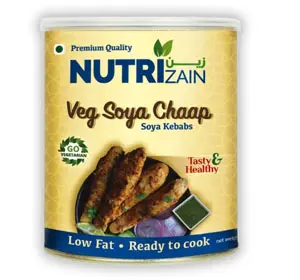 Premium Quality
زين
NUTRIZAIN
Veg Soya Chaap
Soya Kebabs
GO
VEGETARIAN
Tasty &
Healthy
Low Fat • Ready to cook